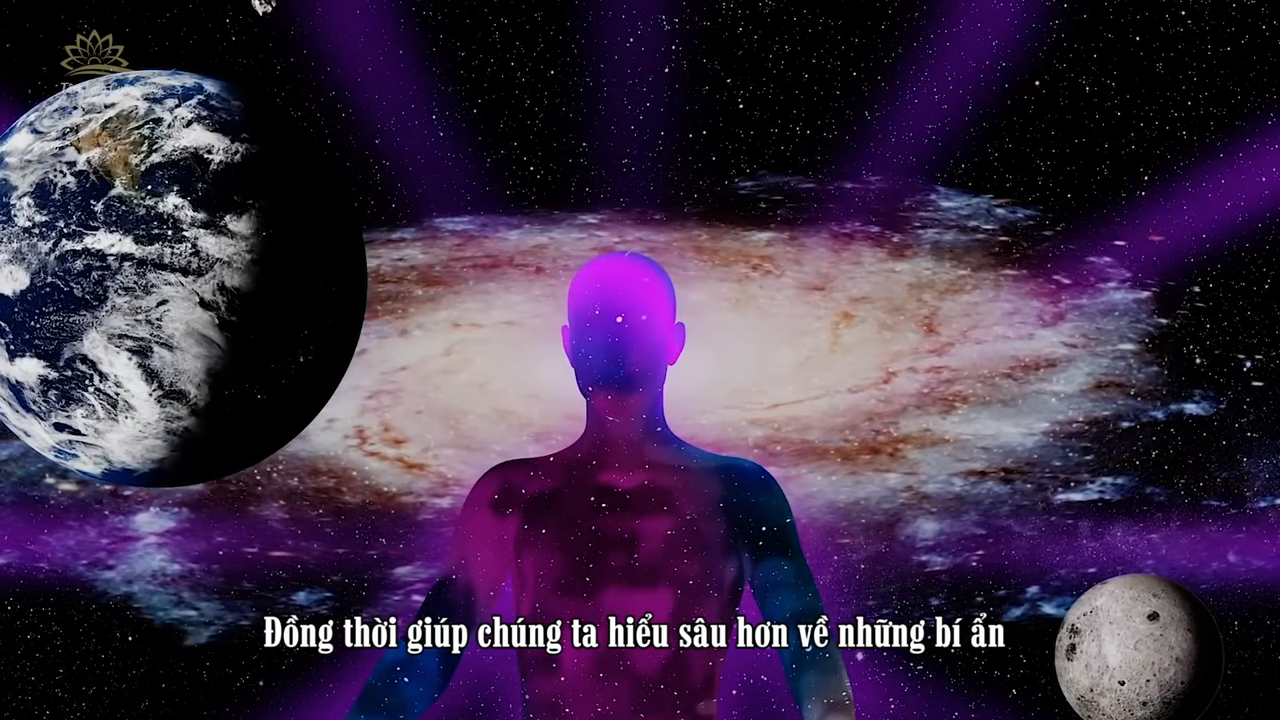 Đồng thời giúp chúng ta hiểu sâu hơn về những bí ẩn